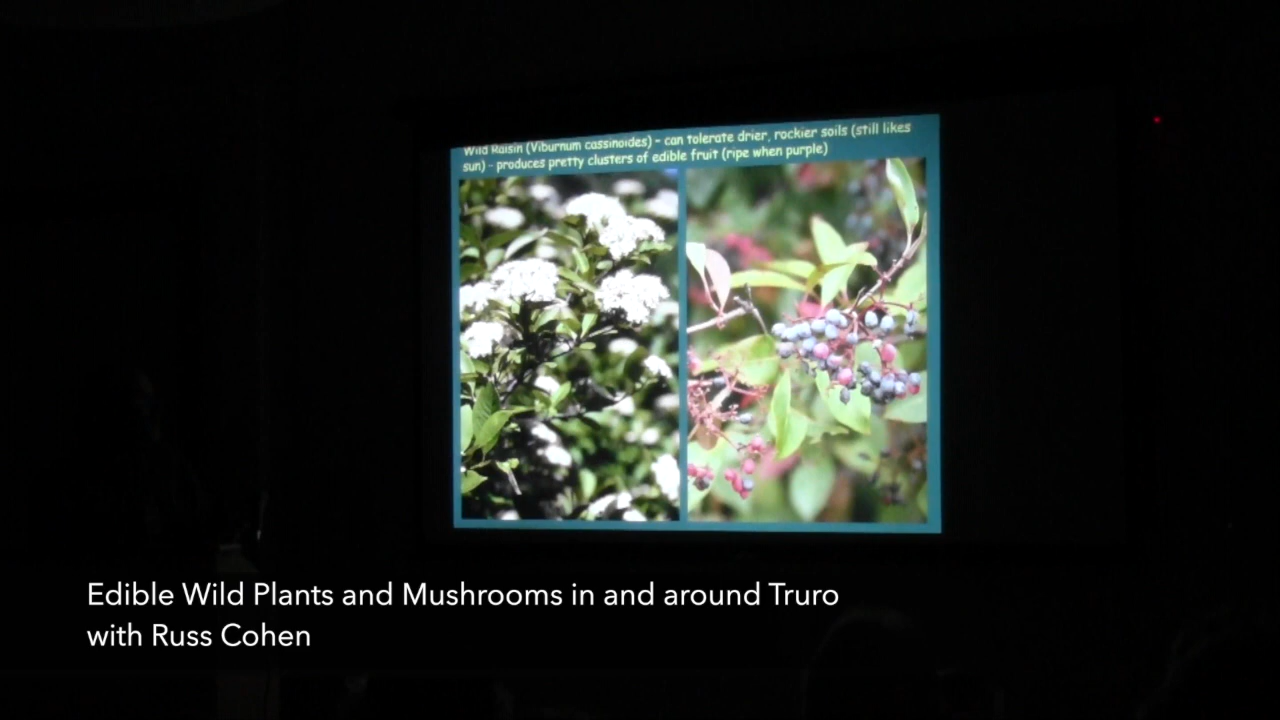 Wild Raisin (Viburnum cassinoides) - can tolerate drier, rockier soils (still likes
sun) - produces pretty clusters of edible fruit (ripe when purple)
Edible Wild Plants and Mushrooms in and around Truro
with Russ Cohen